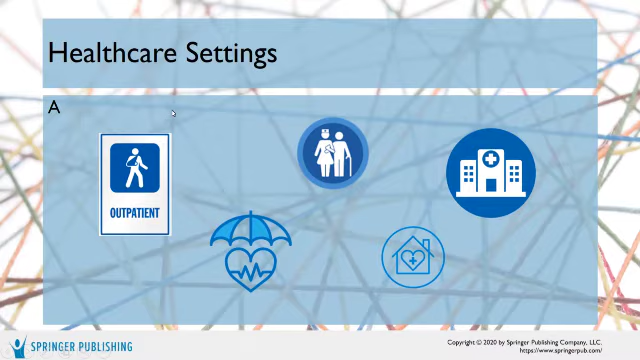 Healthcare Settings
A
OUTPATIENT
SPRINGER PUBLISHING
Copyright © 2020 by Springer Publishing Company, LLC.
https://www.springerpub.com/